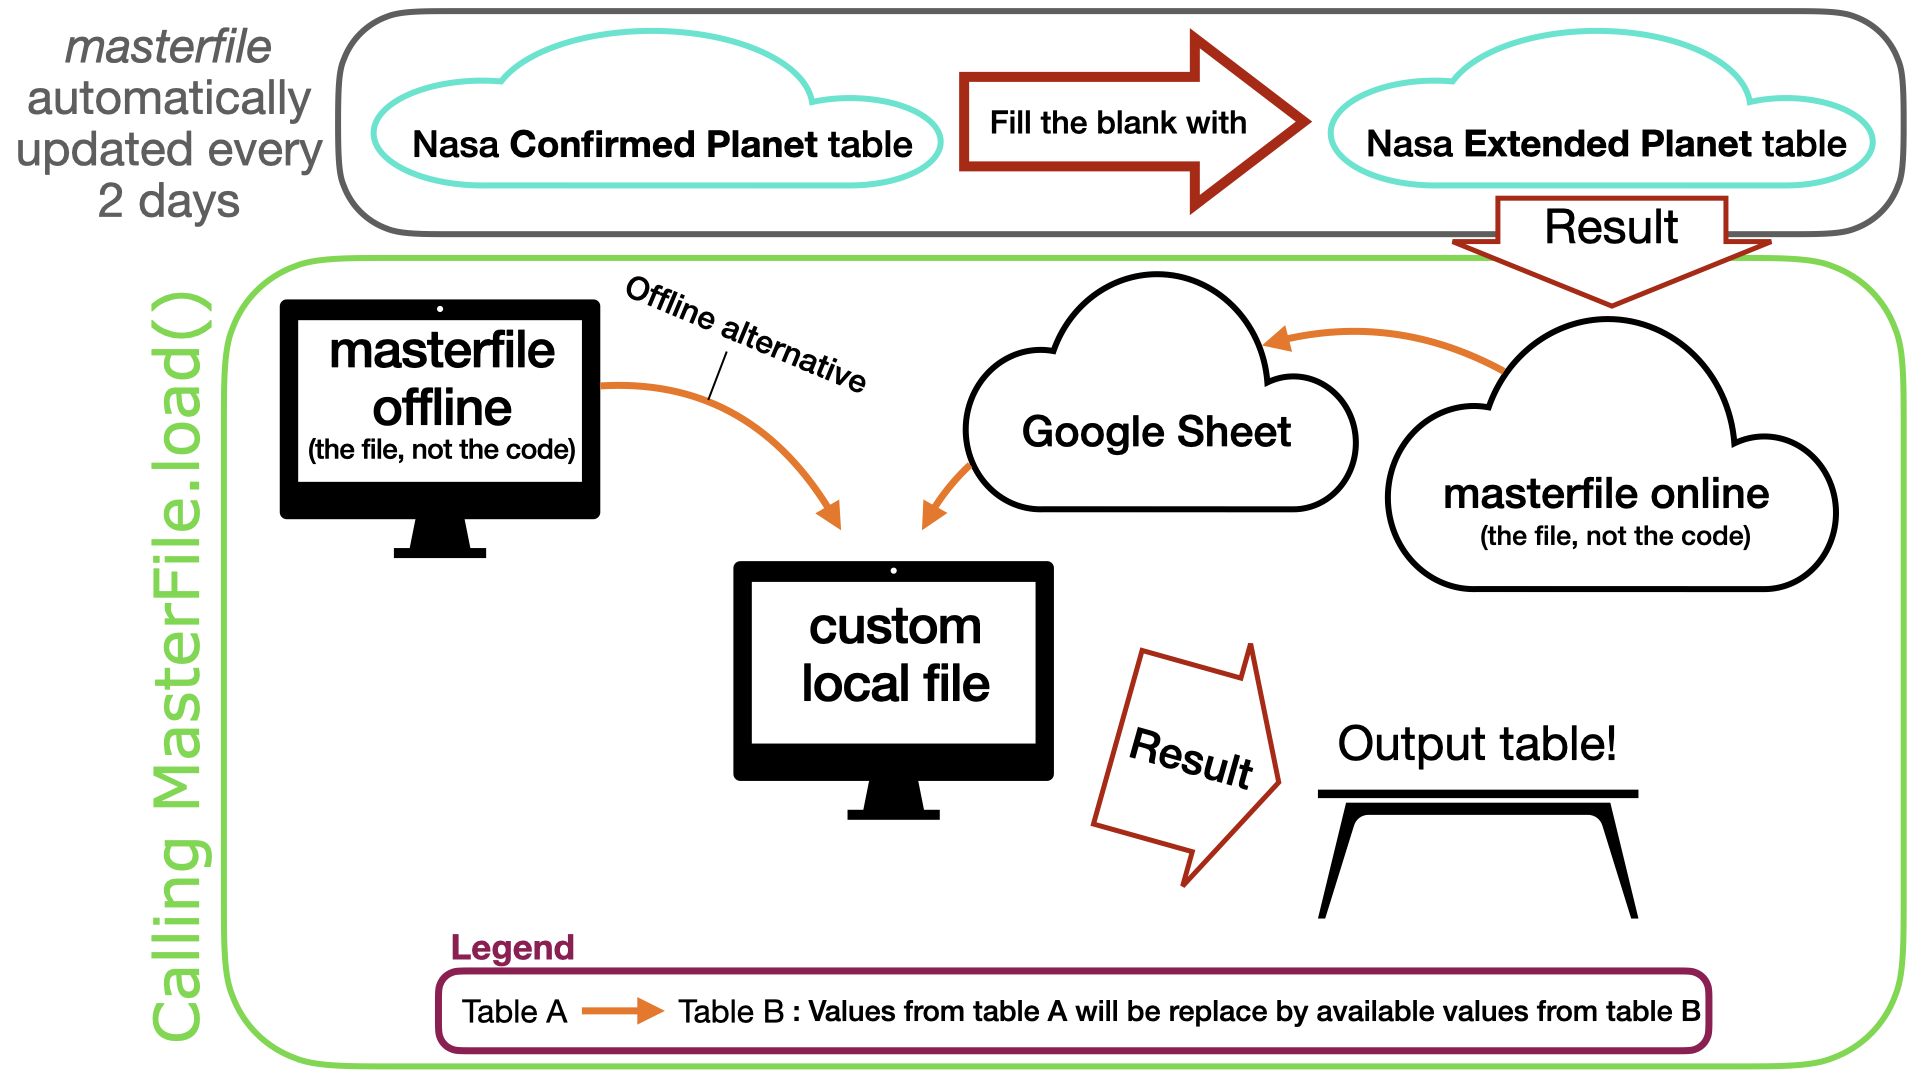 masterfile
automatically
updated every
2 days
Nasa Confirmed Planet table
Fill the blank with
Nasa Extended Planet table
Result
Calling MasterFile.load()
masterfile
offline
(the file, not the code)
Offline alternative
Google Sheet
masterfile online
(the file, not the code)
custom
local file
Result
Output table!
Legend
Table A
Table B : Values from table A will be replace by available values from table B